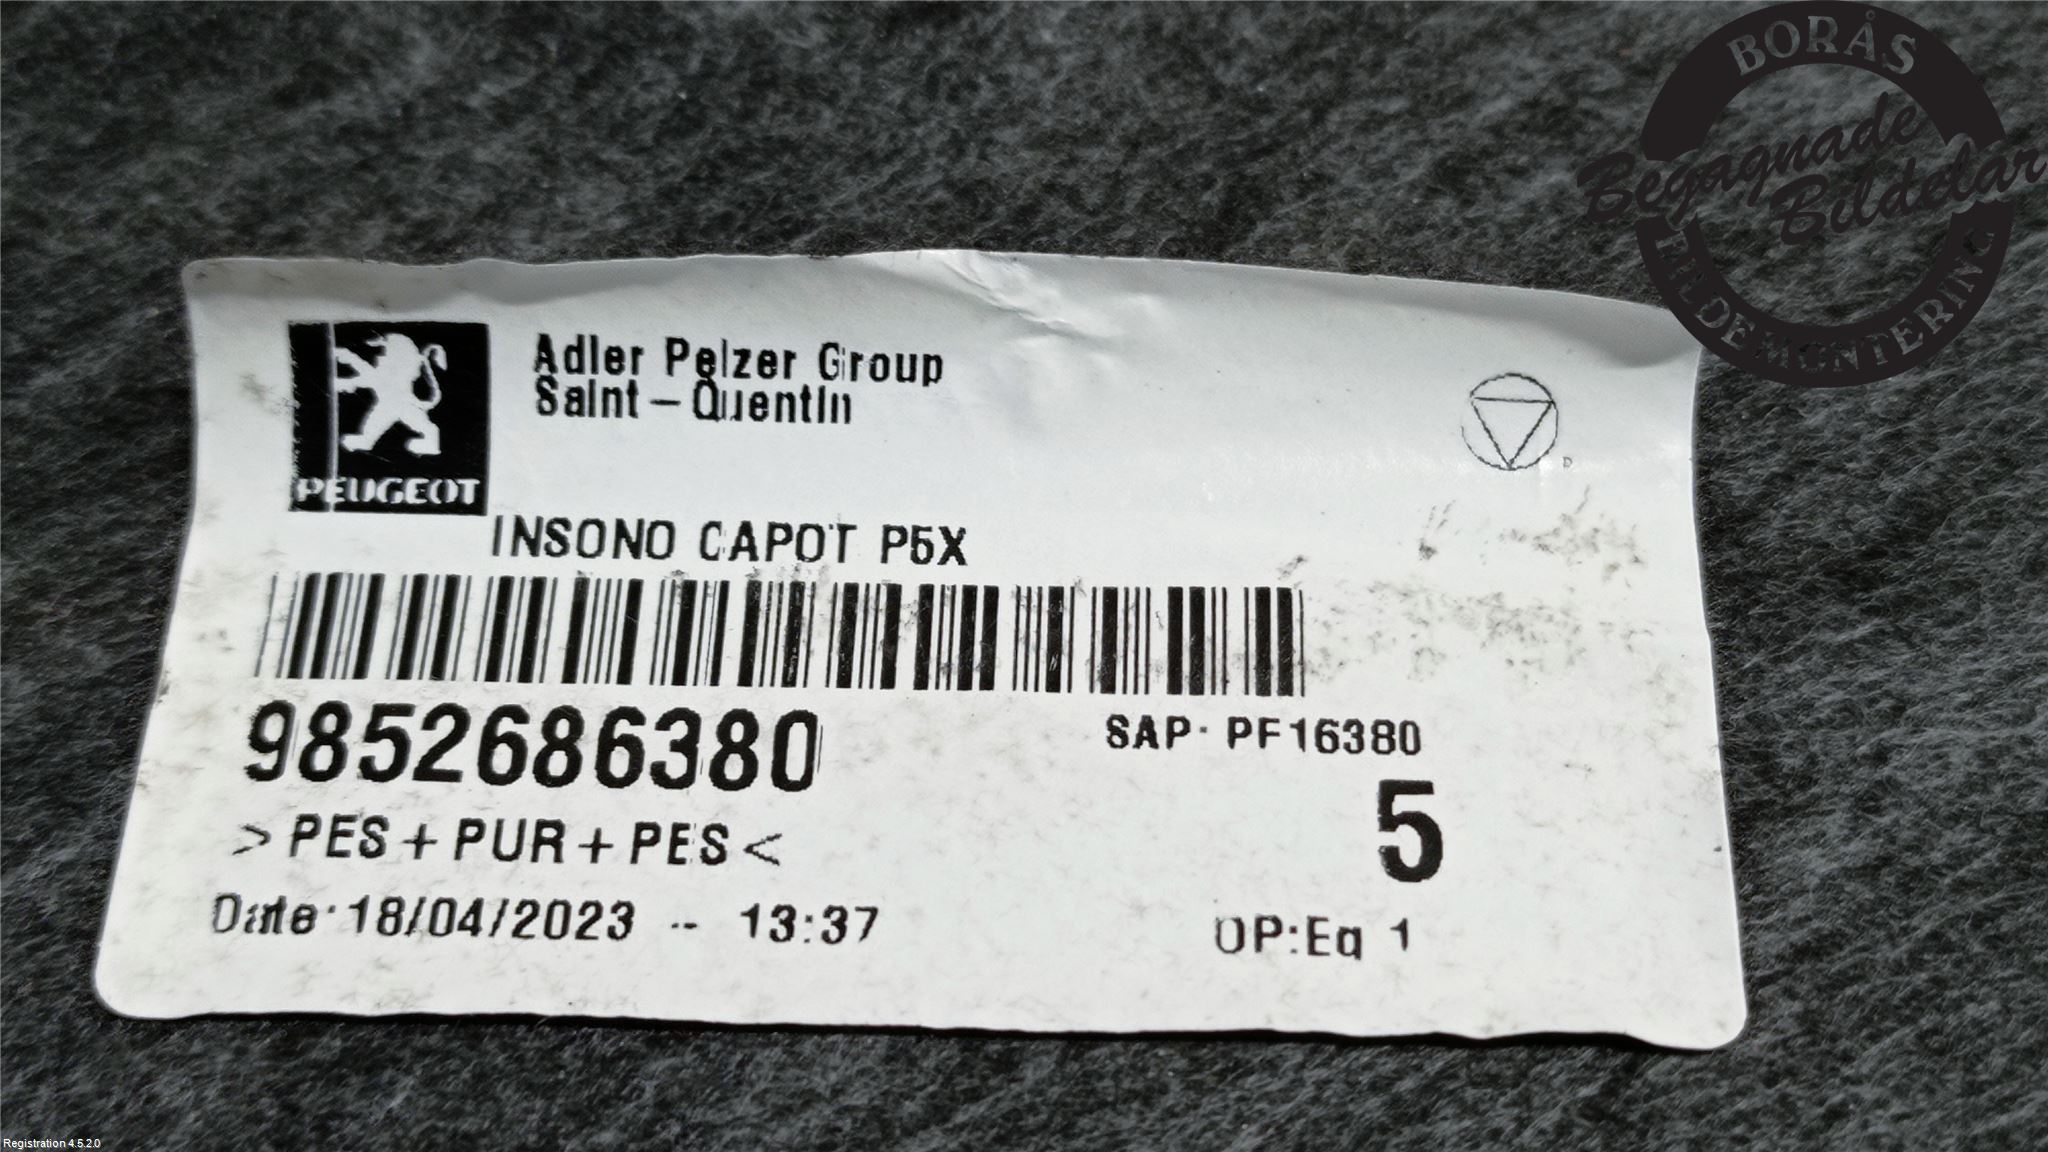 BORÅS
Begagnade
Bildelar
BILDEMONTERING
Adler Pelzer Group
Saint-Quentin
PEUGEOT
INSONO CAPOT P5X
9852686380
SAP: PF16380
>PES+PUR+PES<
5
Date: 18/04/2023 -- 13:37
OP:Eq 1
Registration 4.5.2.0